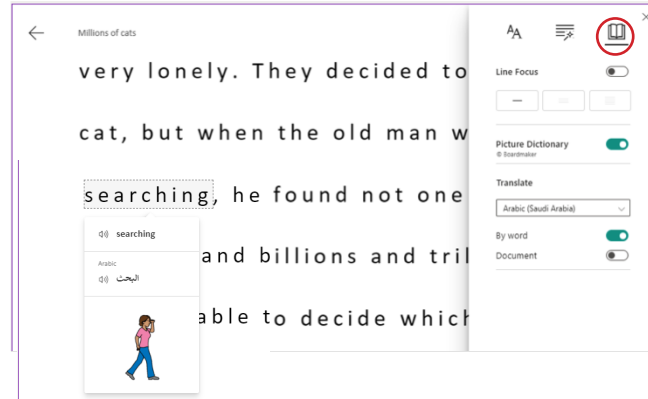 Millions of cats
very lonely. They decided to
cat, but when the old man w
searching, he found not one
and billions and tril
able to decide which
searching
Arabic
البحث
Line Focus
Picture Dictionary
© Boardmaker
Translate
Arabic (Saudi Arabia)
By word
Document